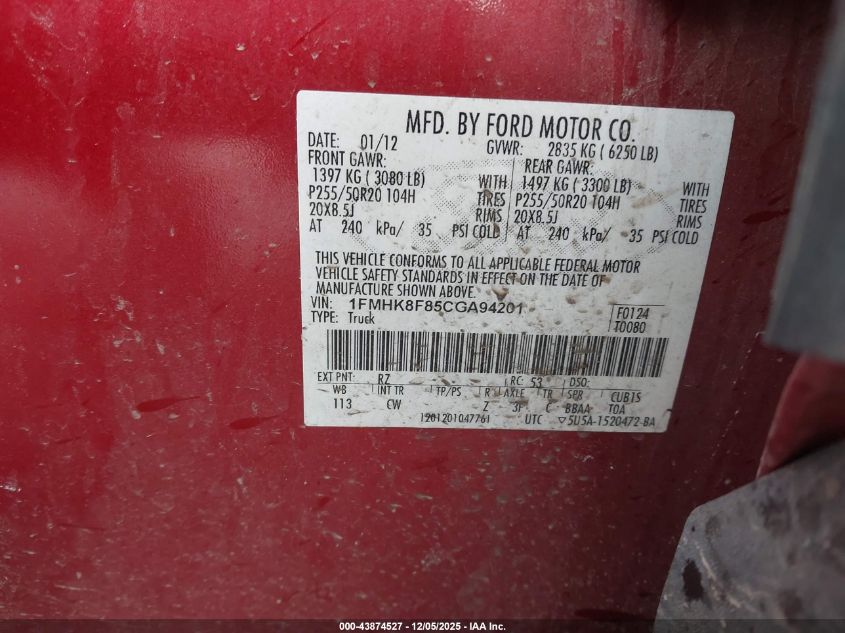 MFD. BY FORD MOTOR CO.
DATE: 01/12 GVWR: 2835 KG ( 6250 LB)
FRONT GAWR: REAR GAWR:
1397 KG ( 3080 LB) WITH 1497 KG ( 3300 LB) WITH
P255/50R20 104H TIRES P255/50R20 104H TIRES
20X8.5J RIMS 20X8.5J RIMS
AT 240 kPa/ 35 PSI COLD AT 240 kPa/ 35 PSI COLD
THIS VEHICLE CONFORMS TO ALL APPLICABLE FEDERAL MOTOR
VEHICLE SAFETY STANDARDS IN EFFECT ON THE DATE OF
MANUFACTURE SHOWN ABOVE.
VIN: 1FMHK8F85CGA94201
TYPE: Truck
F0124
T0080
EXT PNT: RZ RC: 53 DSO:
WB INT TR TP/PS R AXLE TR SPR CUB1S
113 CW Z 3F C BBAA TOA
1201201047761 UTC ▽5U5A-1520472-BA
000-43874527 - 12/05/2025 - IAA Inc.